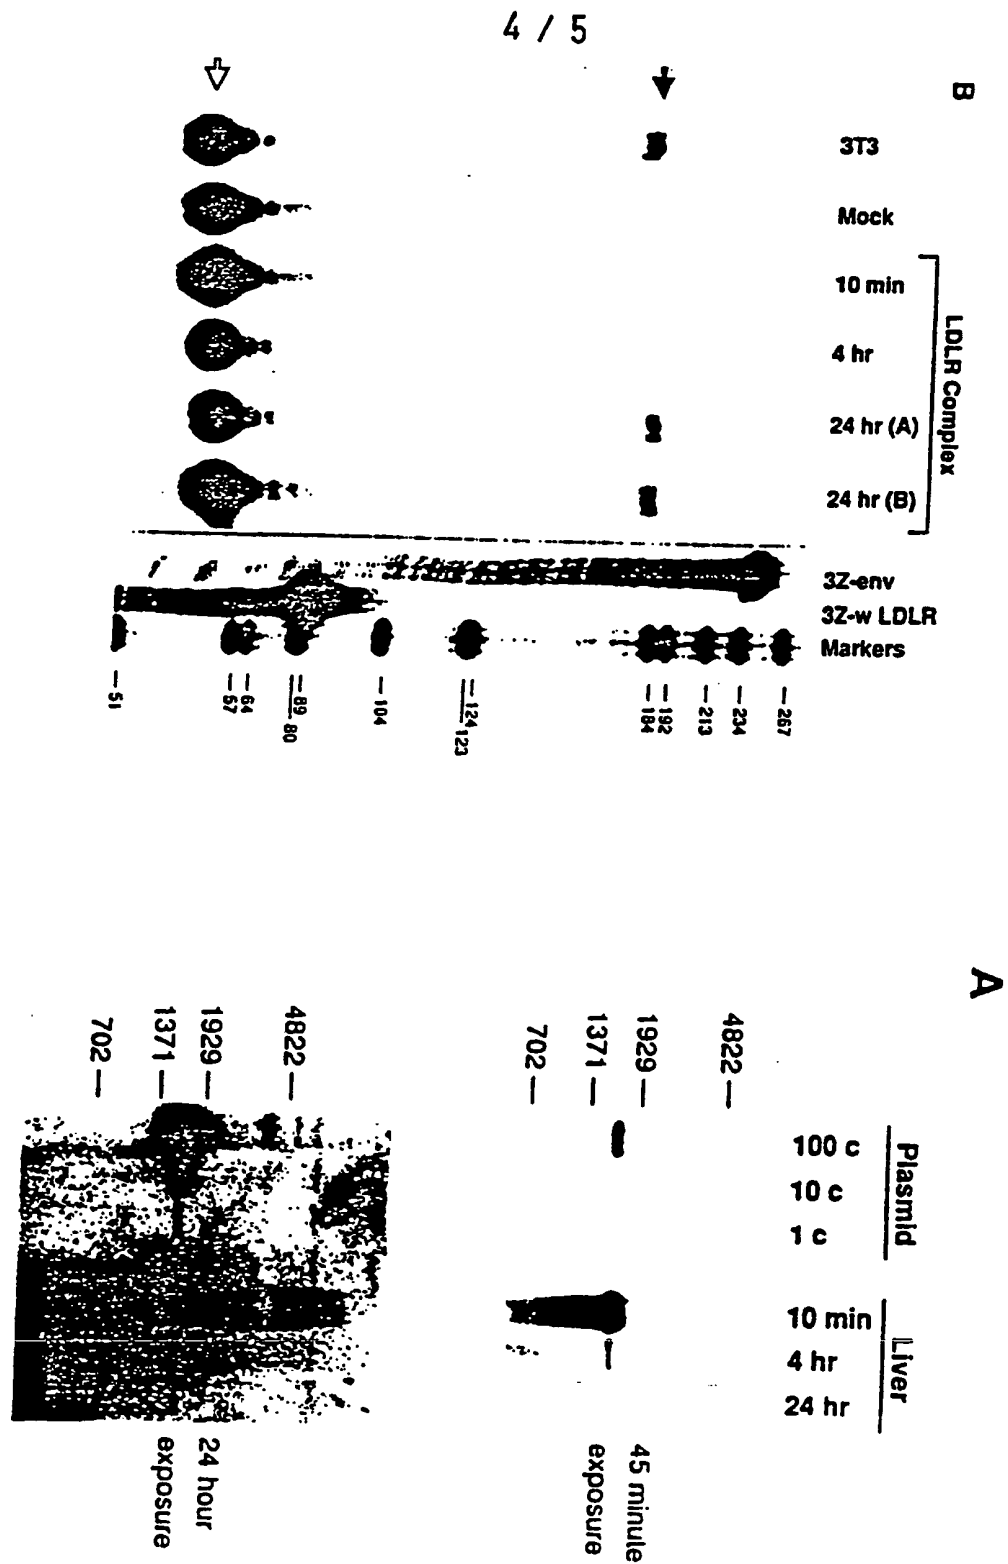 4 / 5
B
3T3
Mock
10 min
4 hr
24 hr (A)
24 hr (B)
LDLR Complex
3Z-env
3Z-w LDLR
Markers
51
57
64
80
89
104
123
124
184
192
213
234
267
A
4822
1929
1371
702
Plasmid
100 c
10 c
1 c
Liver
10 min
4 hr
24 hr
45 minule
exposure
4822
1929
1371
702
24 hour
exposure